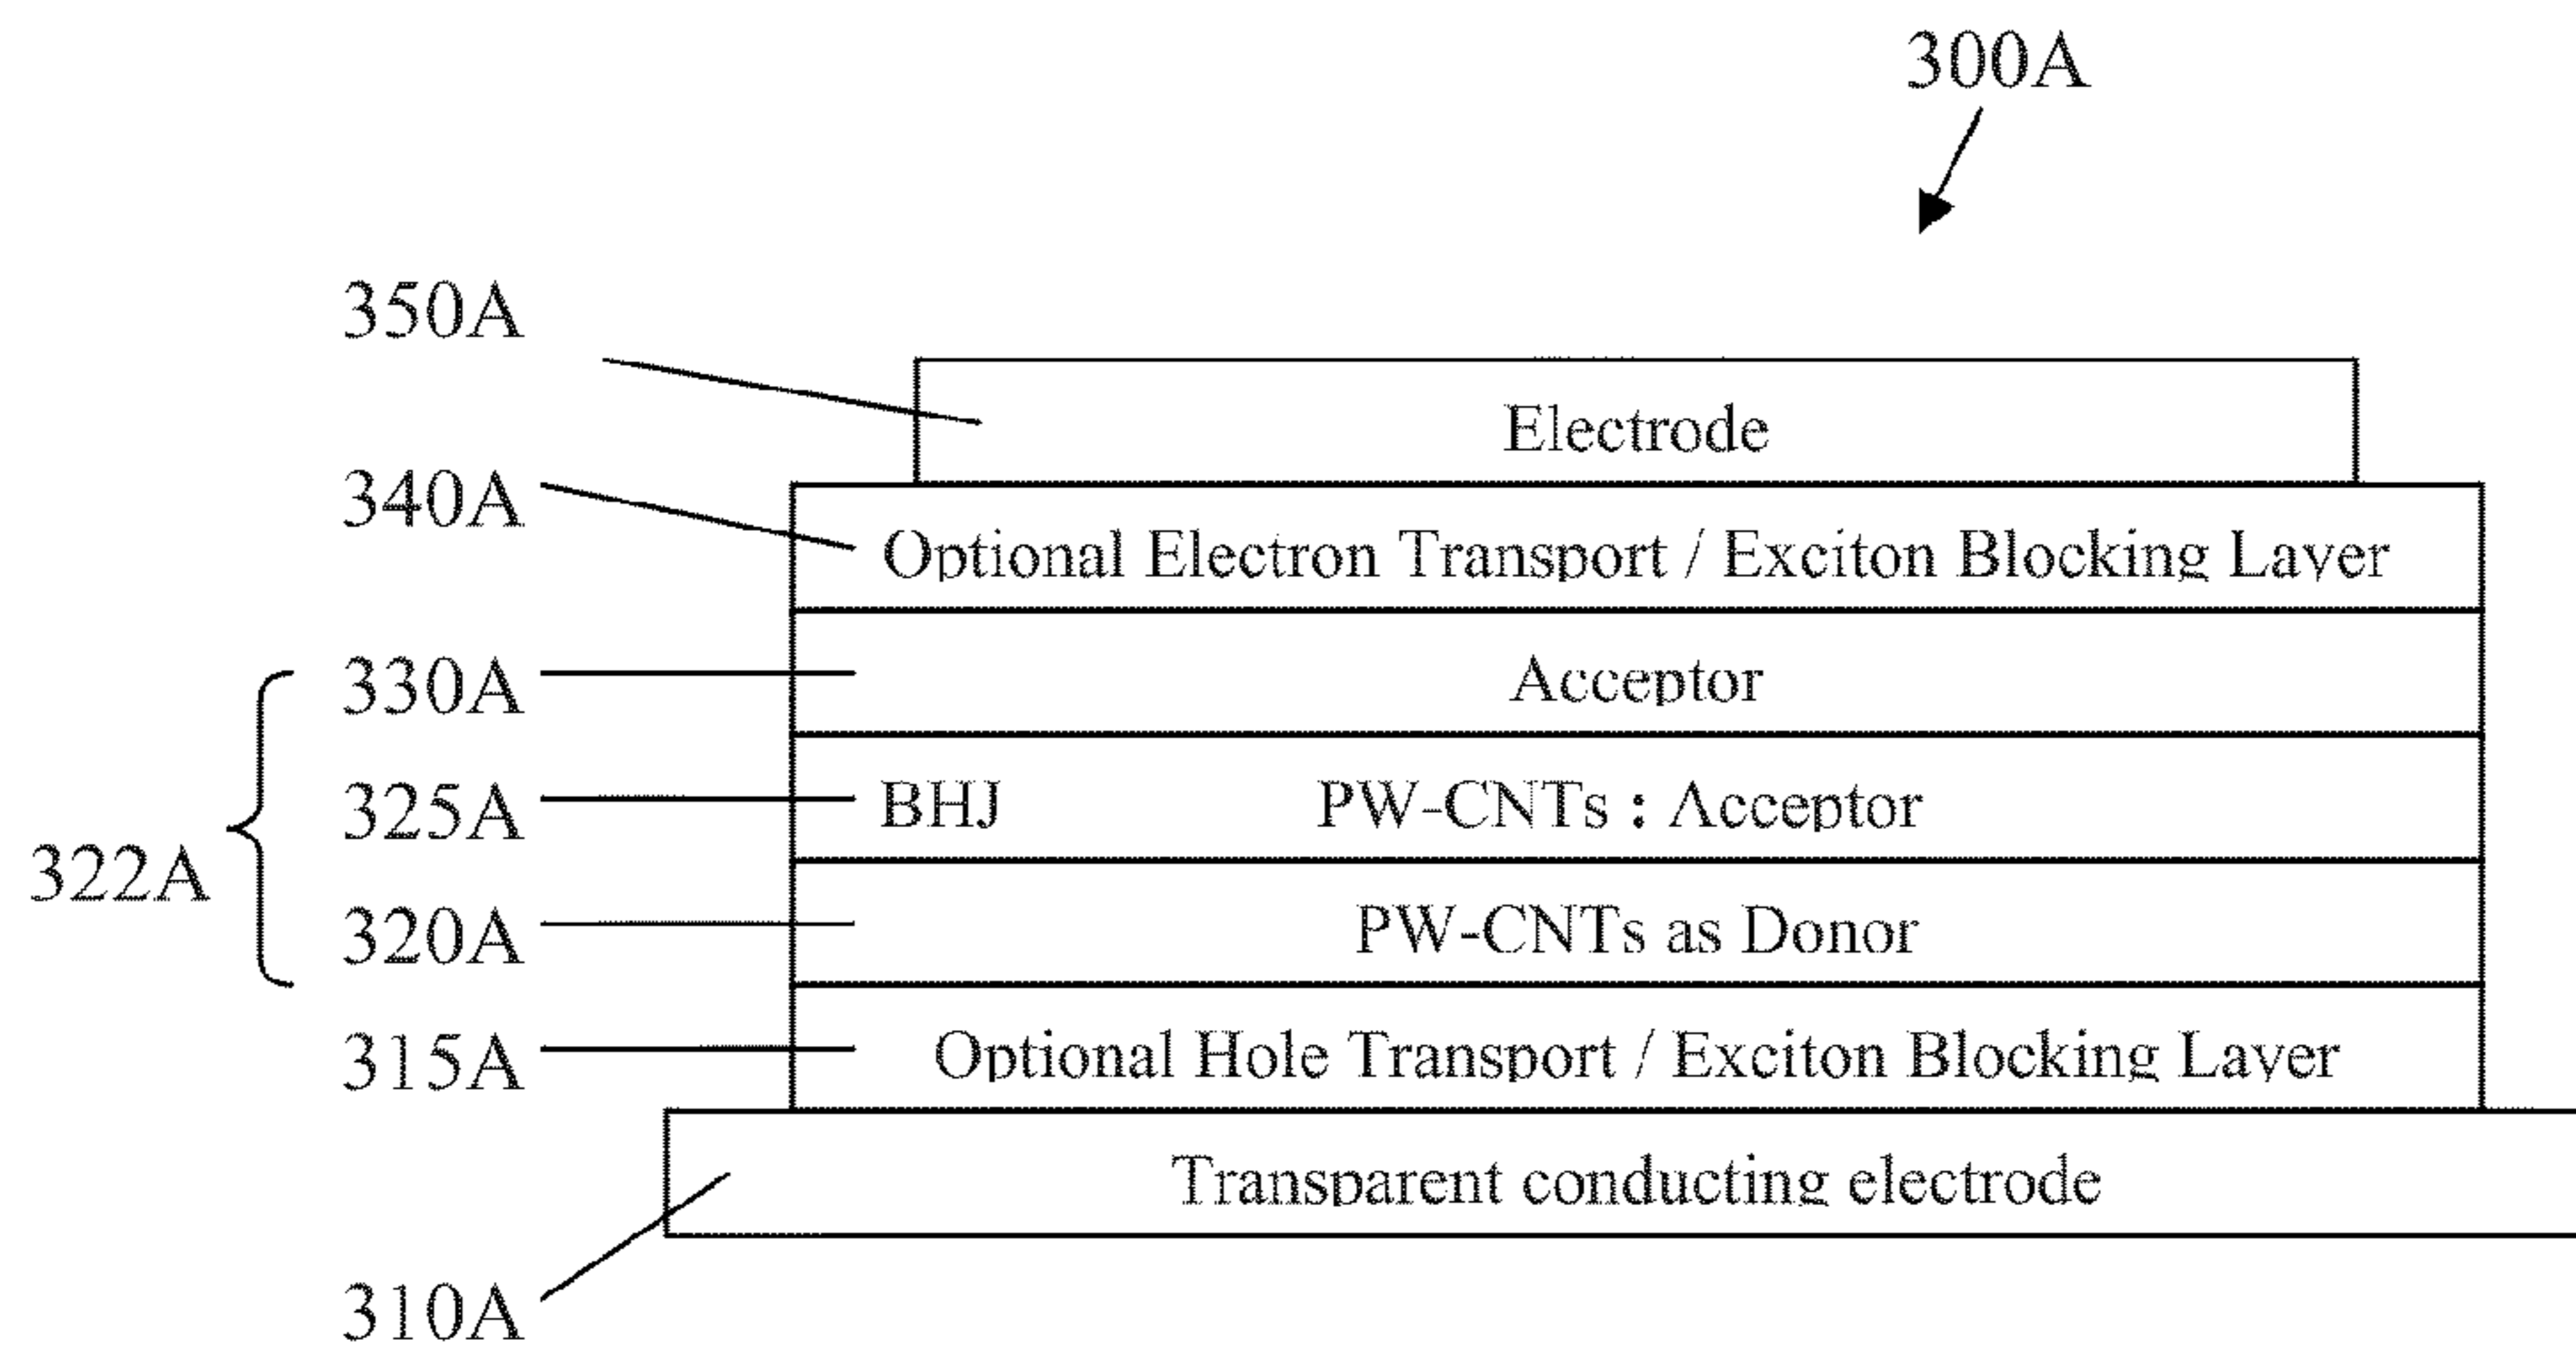 300A
350A
Electrode
340A
Optional Electron Transport / Exciton Blocking Layer
330A
Acceptor
325A
BHJ PW-CNTs : Acceptor
322A
320A
PW-CNTs as Donor
315A
Optional Hole Transport / Exciton Blocking Layer
Transparent conducting electrode
310A